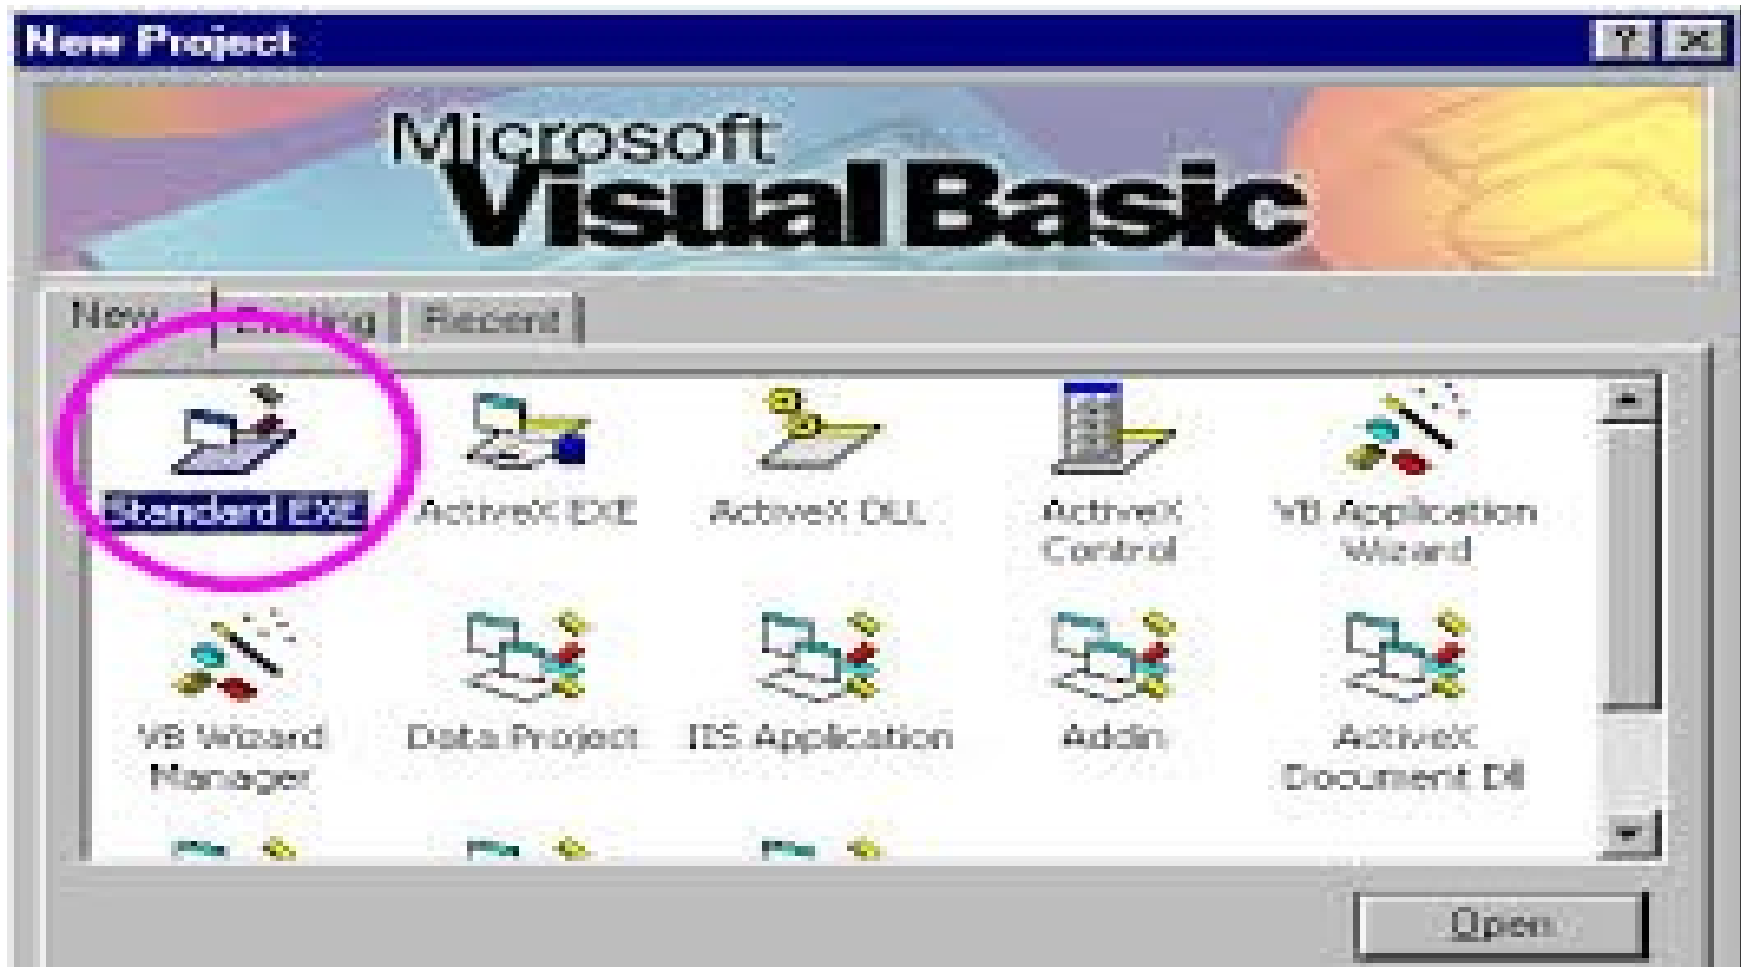 New Project
Microsoft
Visual Basic
New Existing Recent
Standard EXE ActiveX EXE ActiveX DLL ActiveX Control VB Application Wizard
VB Wizard Manager Data Project IIS Application Addin ActiveX Document Dll
Open